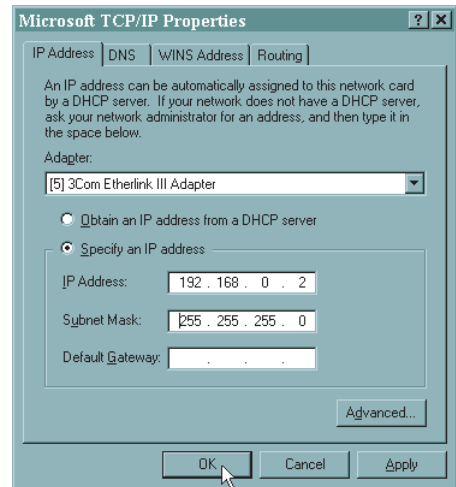 Microsoft TCP/IP Properties ? X
IP Address DNS WINS Address Routing
An IP address can be automatically assigned to this network card
by a DHCP server. If your network does not have a DHCP server,
ask your network administrator for an address, and then type it in
the space below.
Adapter:
[5] 3Com Etherlink III Adapter
Obtain an IP address from a DHCP server
Specify an IP address
IP Address: 192 . 168 . 0 . 2
Subnet Mask: 255 . 255 . 255 . 0
Default Gateway: . . .
Advanced...
OK Cancel Apply